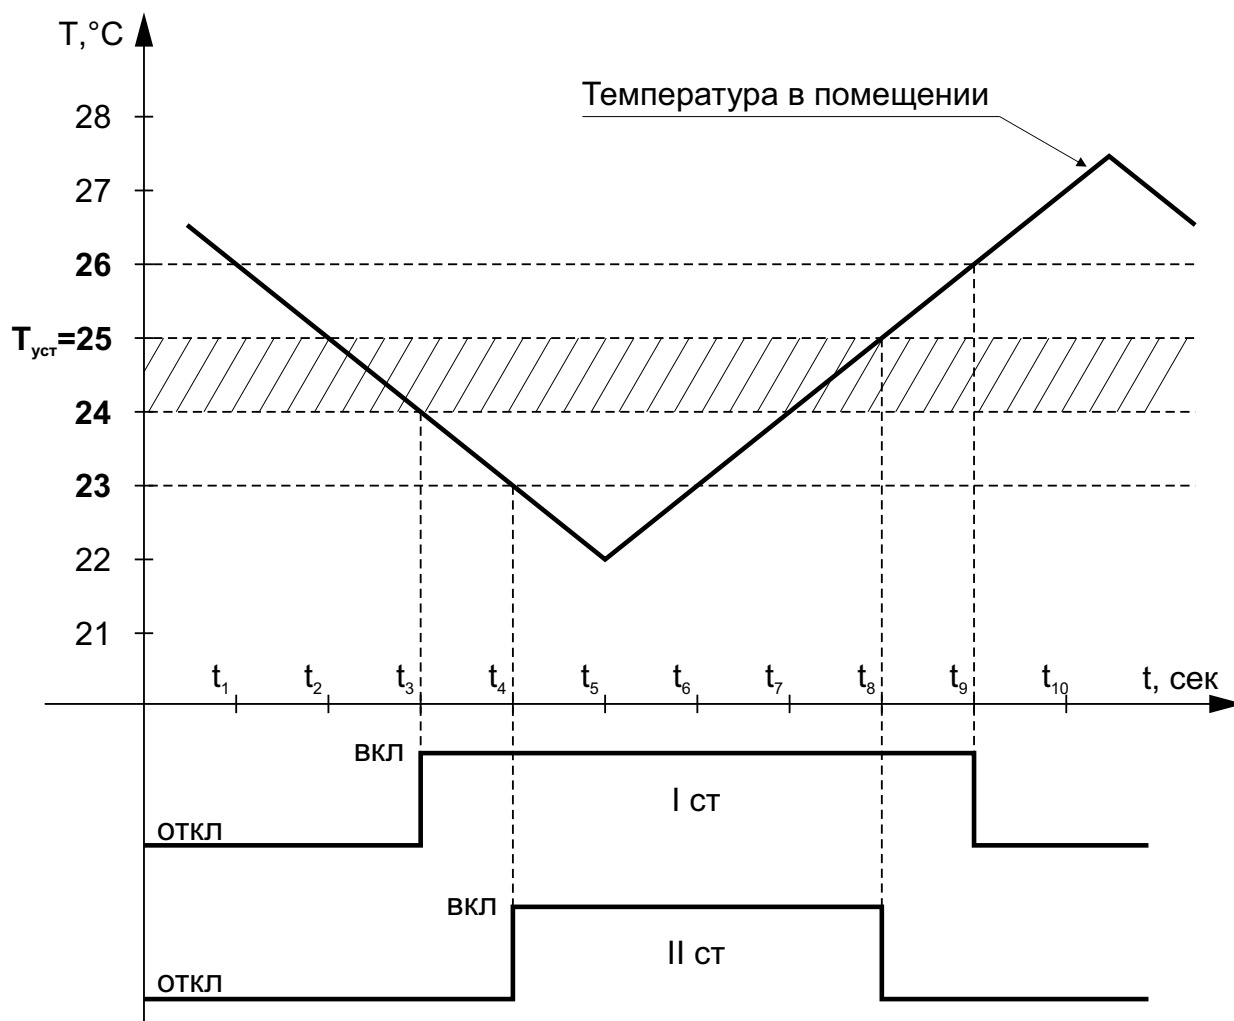 T,°C
Температура в помещении
28
27
26
Tуст=25
24
23
22
21
t1 t2 t3 t4 t5 t6 t7 t8 t9 t10 t, сек
вкл
I ст
откл
вкл
II ст
откл